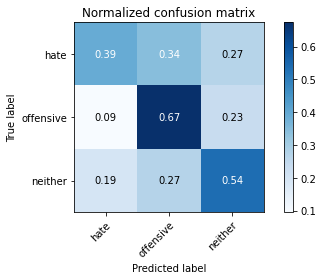 Normalized confusion matrix
True label
hate 0.39 0.34 0.27
offensive 0.09 0.67 0.23
neither 0.19 0.27 0.54
hate offensive neither
Predicted label
0.6
0.5
0.4
0.3
0.2
0.1